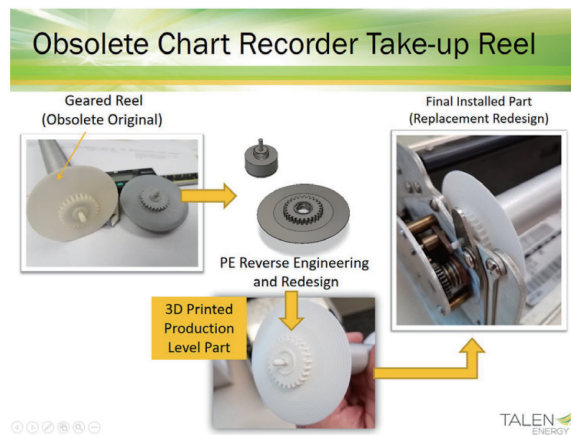 Obsolete Chart Recorder Take-up Reel
Geared Reel
(Obsolete Original)
Final Installed Part
(Replacement Redesign)
PE Reverse Engineering
and Redesign
3D Printed
Production
Level Part
TALEN
ENERGY